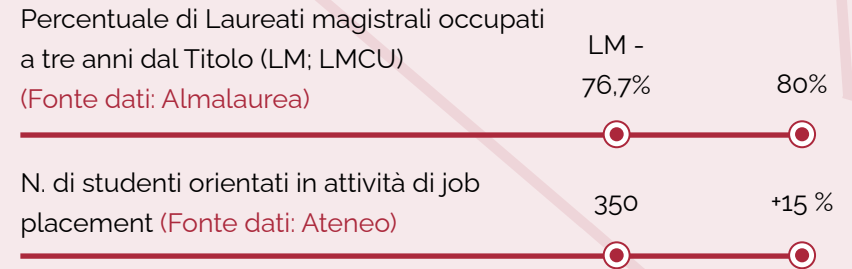 Percentuale di Laureati magistrali occupati
a tre anni dal Titolo (LM; LMCU)
(Fonte dati: Almalaurea)
LM -
76,7%
80%
N. di studenti orientati in attività di job
placement (Fonte dati: Ateneo)
350
+15 %